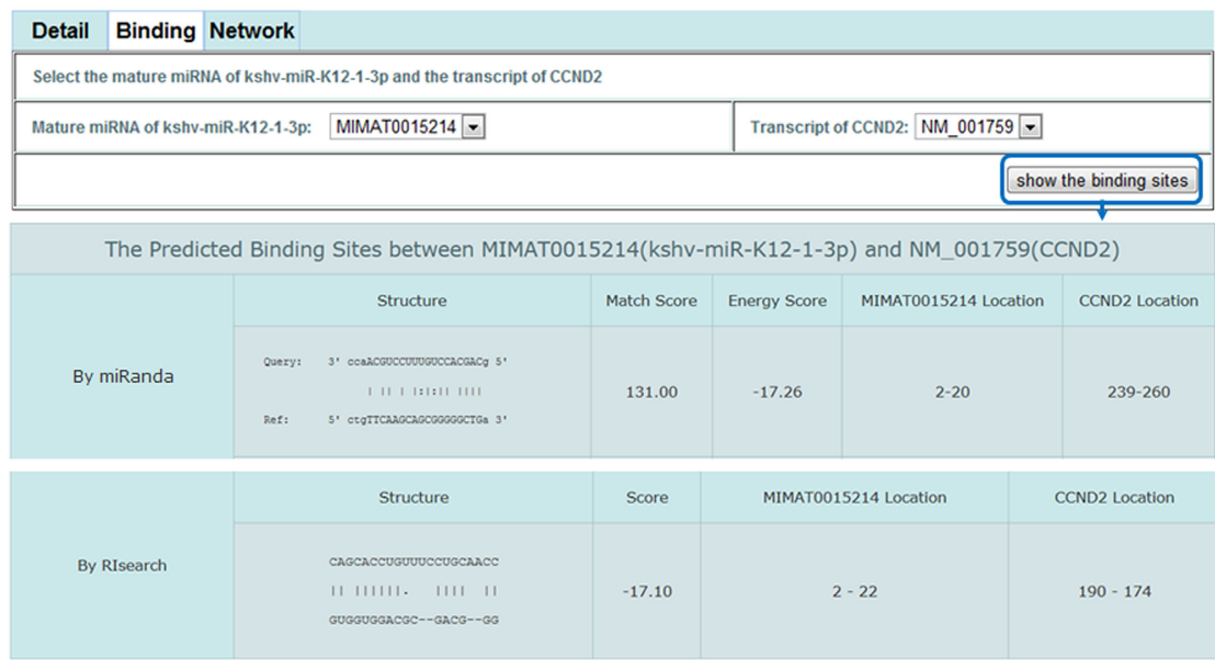 Detail Binding Network
Select the mature miRNA of kshv-miR-K12-1-3p and the transcript of CCND2
Mature miRNA of kshv-miR-K12-1-3p: MIMAT0015214 Transcript of CCND2: NM_001759
show the binding sites
The Predicted Binding Sites between MIMAT0015214(kshv-miR-K12-1-3p) and NM_001759(CCND2)
Structure Match Score Energy Score MIMAT0015214 Location CCND2 Location
By miRanda
Query: 3' ccaACGUCCUUUGUCCACGACg 5'
| || | |:|:|| ||||
Ref: 5' ctgTTCAAGCAGCGGGGGCTGa 3'
131.00 -17.26 2-20 239-260
Structure Score MIMAT0015214 Location CCND2 Location
By RIsearch
CAGCACCUGUUUCCUGCAACC
|| ||||||. |||| ||
GUGGUGGACGC--GACG--GG
-17.10 2 - 22 190 - 174